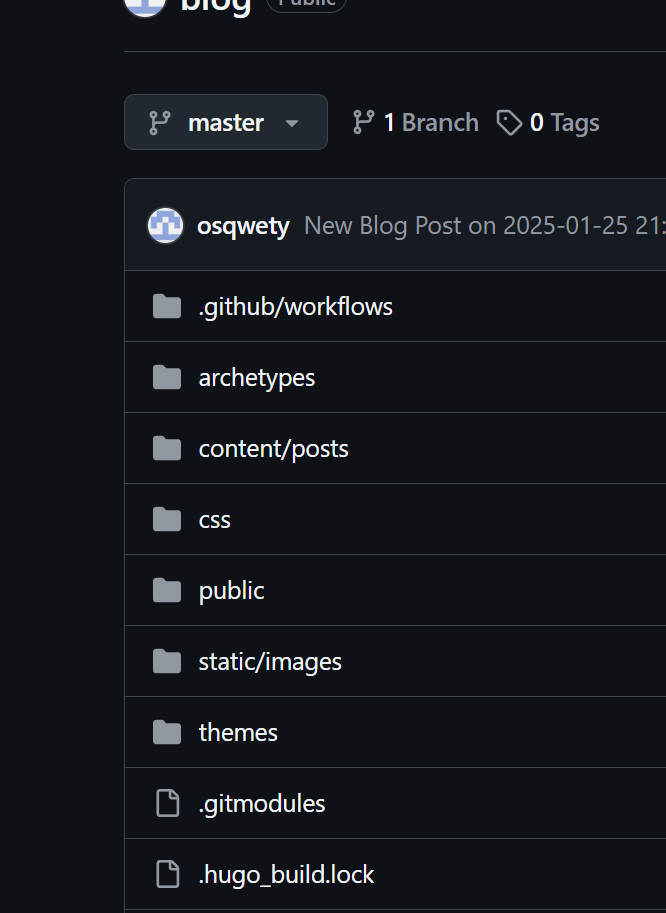 blog Public
master 1 Branch 0 Tags
osqwety New Blog Post on 2025-01-25 21:
.github/workflows
archetypes
content/posts
css
public
static/images
themes
.gitmodules
.hugo_build.lock